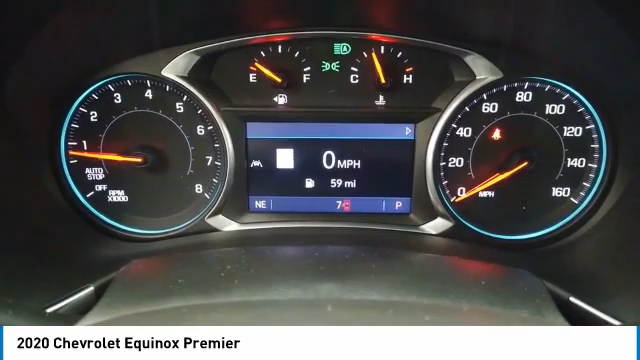 E F
C H
1 2 3 4 5 6 7 8
AUTO
STOP
OFF
RPM
X1000
0 MPH
59 mi
NE P
0 20 40 60 80 100 120 140 160
MPH
2020 Chevrolet Equinox Premier